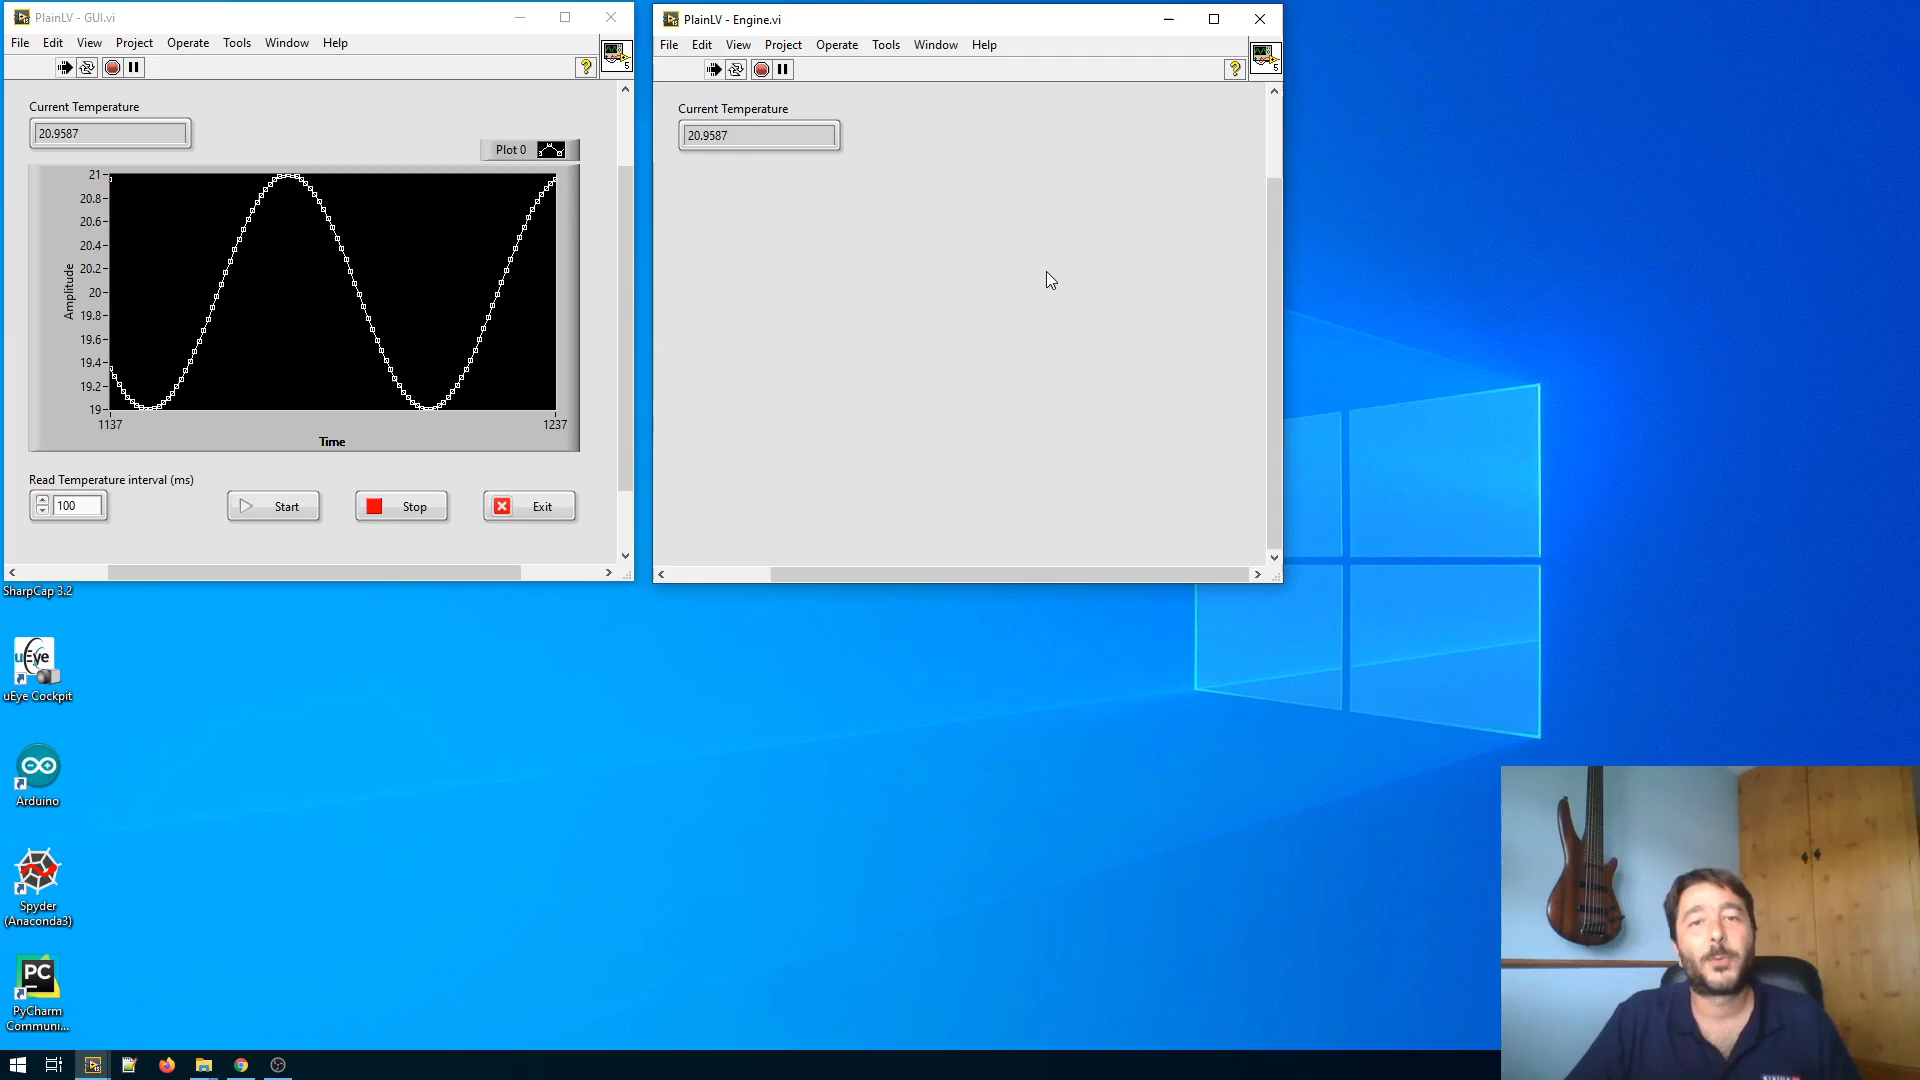 PlainLV - GUI.vi
File Edit View Project Operate Tools Window Help
?
5
Current Temperature
20.9587
Plot 0
21
20.8
20.6
20.4
20.2
20
19.8
19.6
19.4
19.2
19
Amplitude
1137
1237
Time
Read Temperature interval (ms)
100
Start
Stop
Exit
PlainLV - Engine.vi
File Edit View Project Operate Tools Window Help
?
5
Current Temperature
20.9587
SharpCap 3.2
uEye
uEye Cockpit
Arduino
Spyder
(Anaconda3)
PC
PyCharm
Communi...